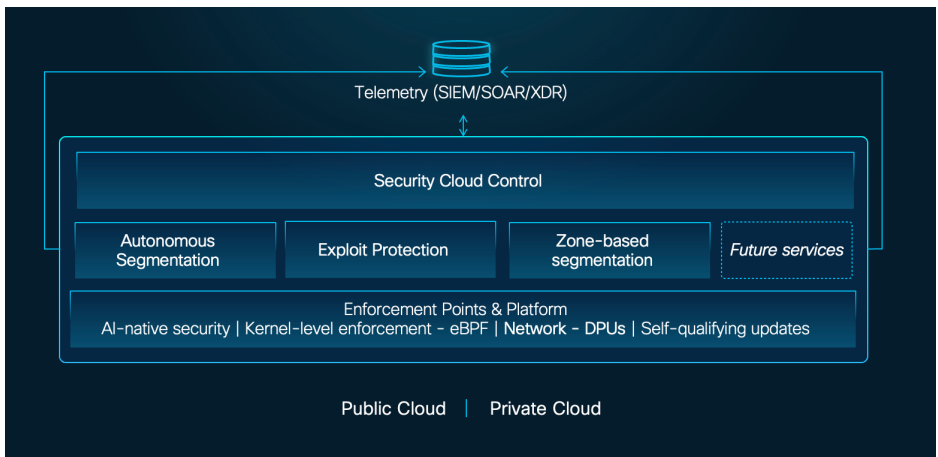 Telemetry (SIEM/SOAR/XDR)
Security Cloud Control
Autonomous
Segmentation
Exploit Protection
Zone-based
segmentation
Future services
Enforcement Points & Platform
AI-native security | Kernel-level enforcement - eBPF | Network - DPUs | Self-qualifying updates
Public Cloud | Private Cloud